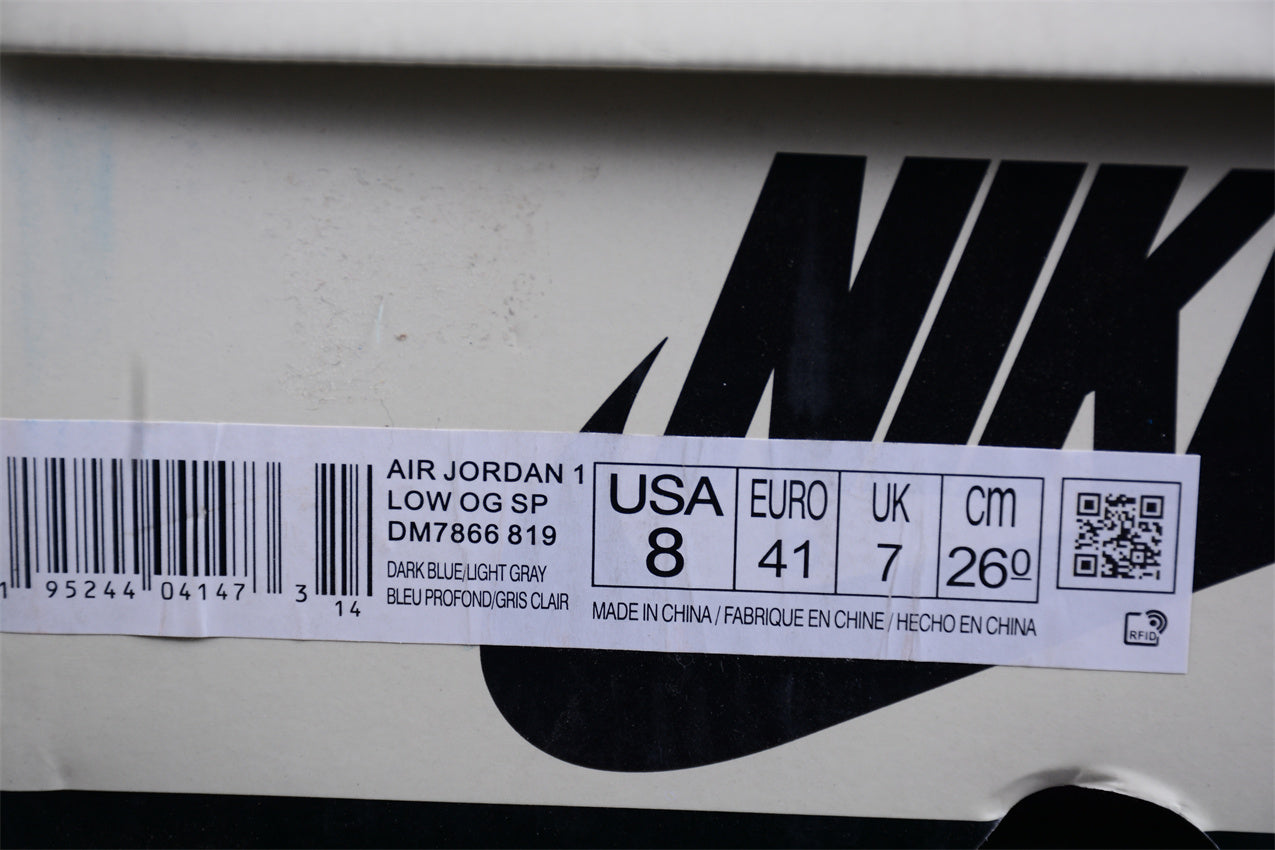 NIK
1 95244 04147 3
14
AIR JORDAN 1
LOW OG SP
DM7866 819
DARK BLUE/LIGHT GRAY
BLEU PROFOND/GRIS CLAIR
USA EURO UK cm
8 41 7 26⁰
MADE IN CHINA / FABRIQUE EN CHINE / HECHO EN CHINA
RFID